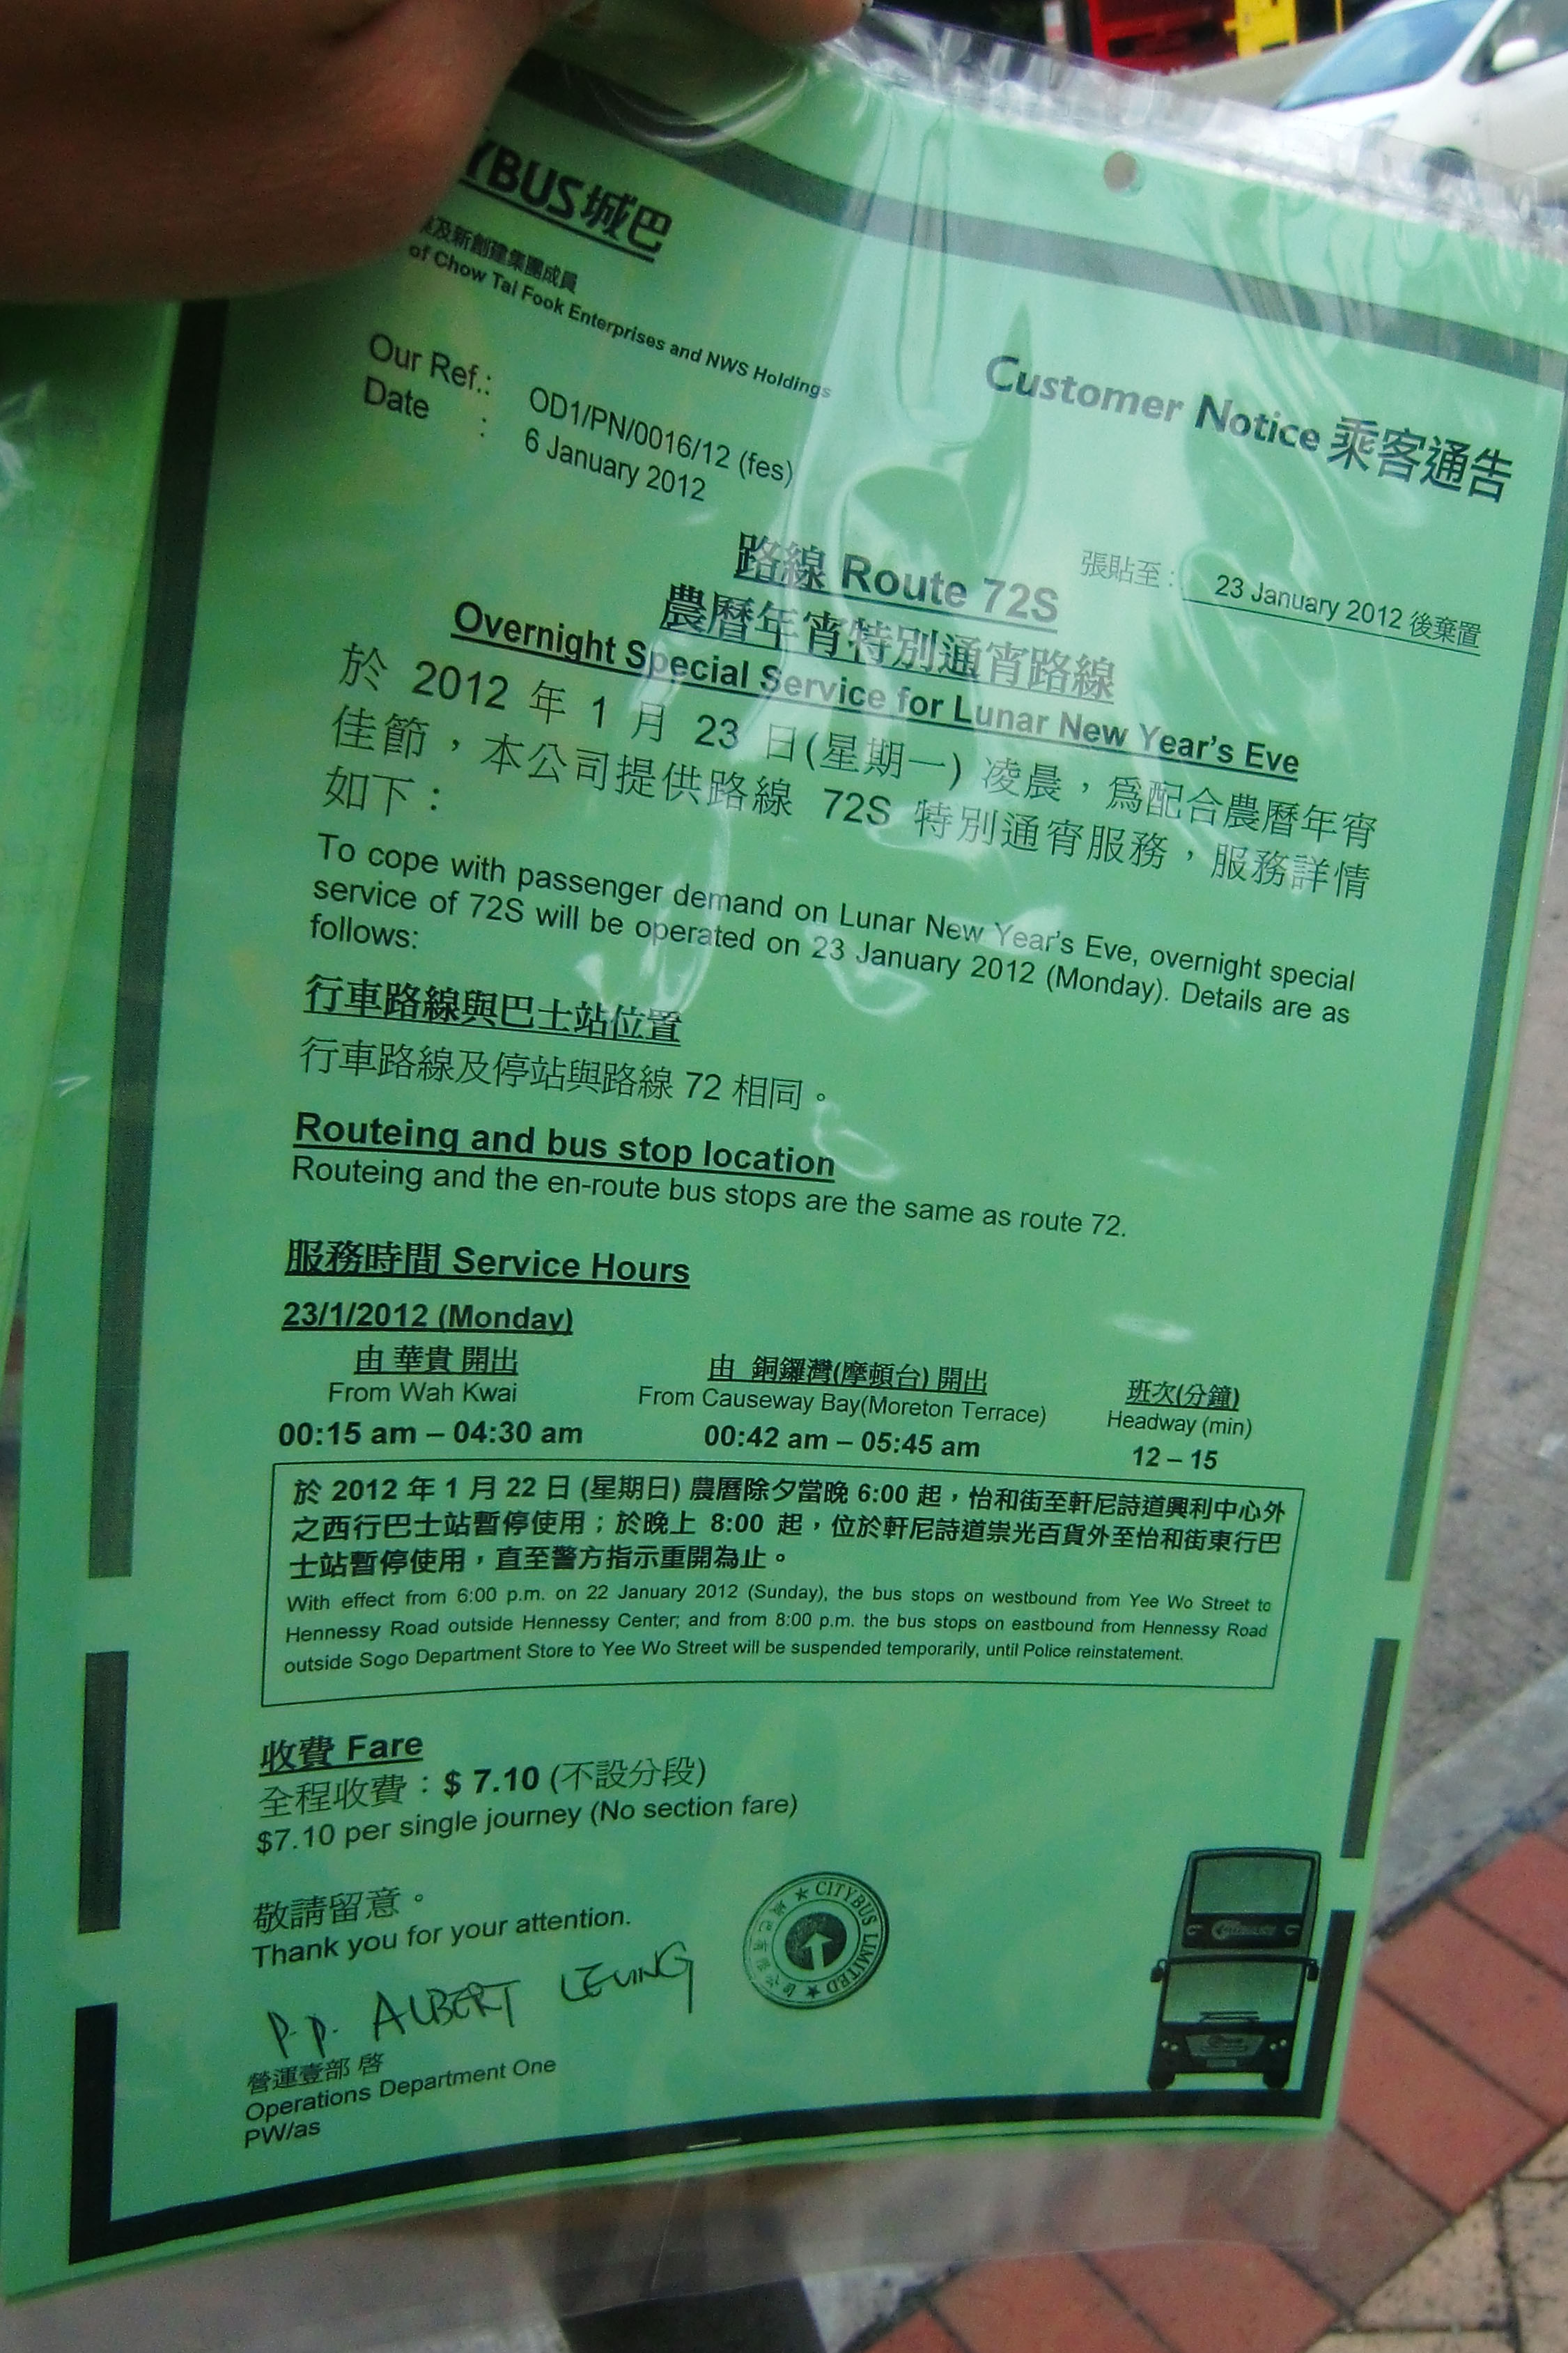 YBUS城巴
及新創建集團成員
of Chow Tai Fook Enterprises and NWS Holdings
Customer Notice 乘客通告
Our Ref.: OD1/PN/0016/12 (fes)
Date : 6 January 2012
張貼至: 23 January 2012 後棄置
路線 Route 72S
農曆年宵特別通宵路線
Overnight Special Service for Lunar New Year's Eve
於 2012 年 1 月 23 日(星期一) 凌晨，為配合農曆年宵
佳節，本公司提供路線 72S 特別通宵服務，服務詳情
如下：
To cope with passenger demand on Lunar New Year's Eve, overnight special
service of 72S will be operated on 23 January 2012 (Monday). Details are as
follows:
行車路線與巴士站位置
行車路線及停站與路線 72 相同。
Routeing and bus stop location
Routeing and the en-route bus stops are the same as route 72.
服務時間 Service Hours
23/1/2012 (Monday)
由 華貴 開出 由 銅鑼灣(摩頓台) 開出 班次(分鐘)
From Wah Kwai From Causeway Bay(Moreton Terrace) Headway (min)
00:15 am – 04:30 am 00:42 am – 05:45 am 12 – 15
於 2012 年 1 月 22 日 (星期日) 農曆除夕當晚 6:00 起，怡和街至軒尼詩道興利中心外
之西行巴士站暫停使用；於晚上 8:00 起，位於軒尼詩道崇光百貨外至怡和街東行巴
士站暫停使用，直至警方指示重開為止。
With effect from 6:00 p.m. on 22 January 2012 (Sunday), the bus stops on westbound from Yee Wo Street to
Hennessy Road outside Hennessy Center; and from 8:00 p.m. the bus stops on eastbound from Hennessy Road
outside Sogo Department Store to Yee Wo Street will be suspended temporarily, until Police reinstatement.
收費 Fare
全程收費：$ 7.10 (不設分段)
$7.10 per single journey (No section fare)
敬請留意。
Thank you for your attention.
P.p. ALBERT LEUNG
CITYBUS LIMITED
城巴有限公司
營運壹部 啓
Operations Department One
PW/as